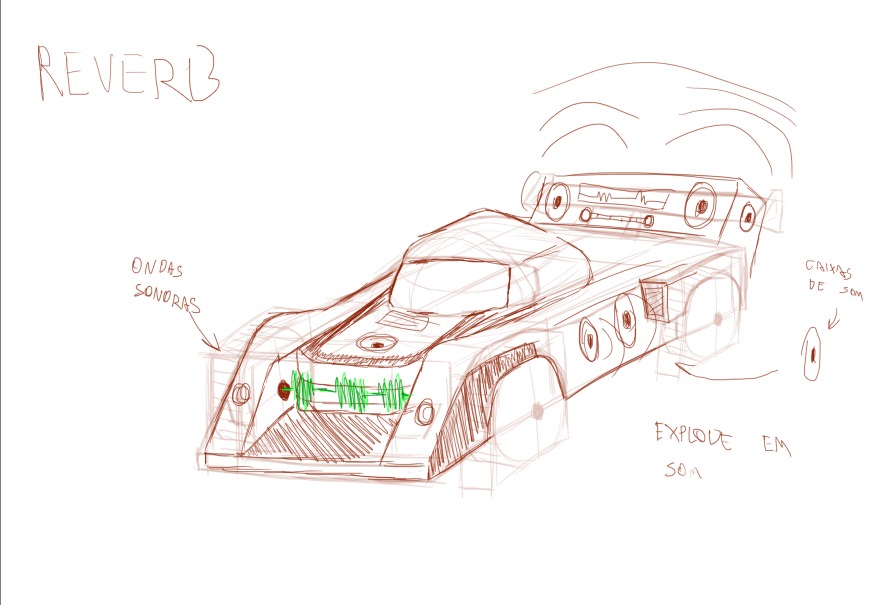 REVERB
ONDAS
SONORAS
CAIXAS
DE SOM
EXPLODE EM
SOM